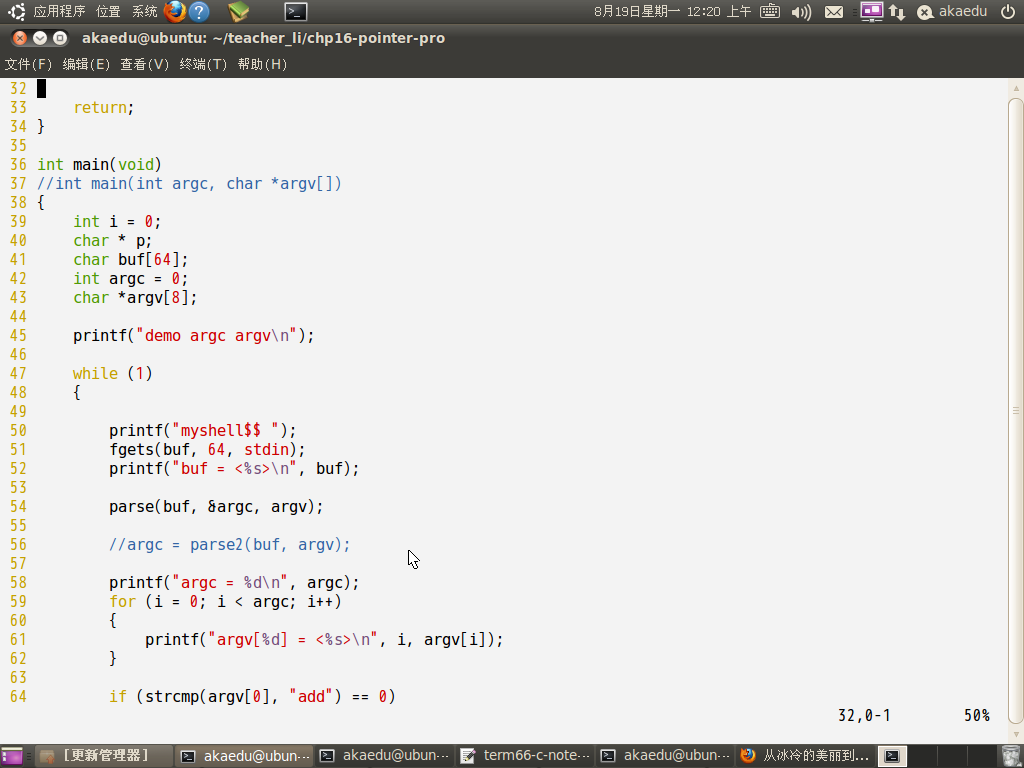 应用程序 位置 系统 8月19日星期一 12:20 上午 akaedu
akaedu@ubuntu: ~/teacher_li/chp16-pointer-pro
文件(F) 编辑(E) 查看(V) 终端(T) 帮助(H)
32
33     return;
34 }
35
36 int main(void)
37 //int main(int argc, char *argv[])
38 {
39     int i = 0;
40     char * p;
41     char buf[64];
42     int argc = 0;
43     char *argv[8];
44
45     printf("demo argc argv\n");
46
47     while (1)
48     {
49
50         printf("myshell$$ ");
51         fgets(buf, 64, stdin);
52         printf("buf = <%s>\n", buf);
53
54         parse(buf, &argc, argv);
55
56         //argc = parse2(buf, argv);
57
58         printf("argc = %d\n", argc);
59         for (i = 0; i < argc; i++)
60         {
61             printf("argv[%d] = <%s>\n", i, argv[i]);
62         }
63
64         if (strcmp(argv[0], "add") == 0)
32,0-1 50%
[更新管理器] akaedu@ubun... akaedu@ubun... term66-c-note... akaedu@ubun... 从冰冷的美丽到...